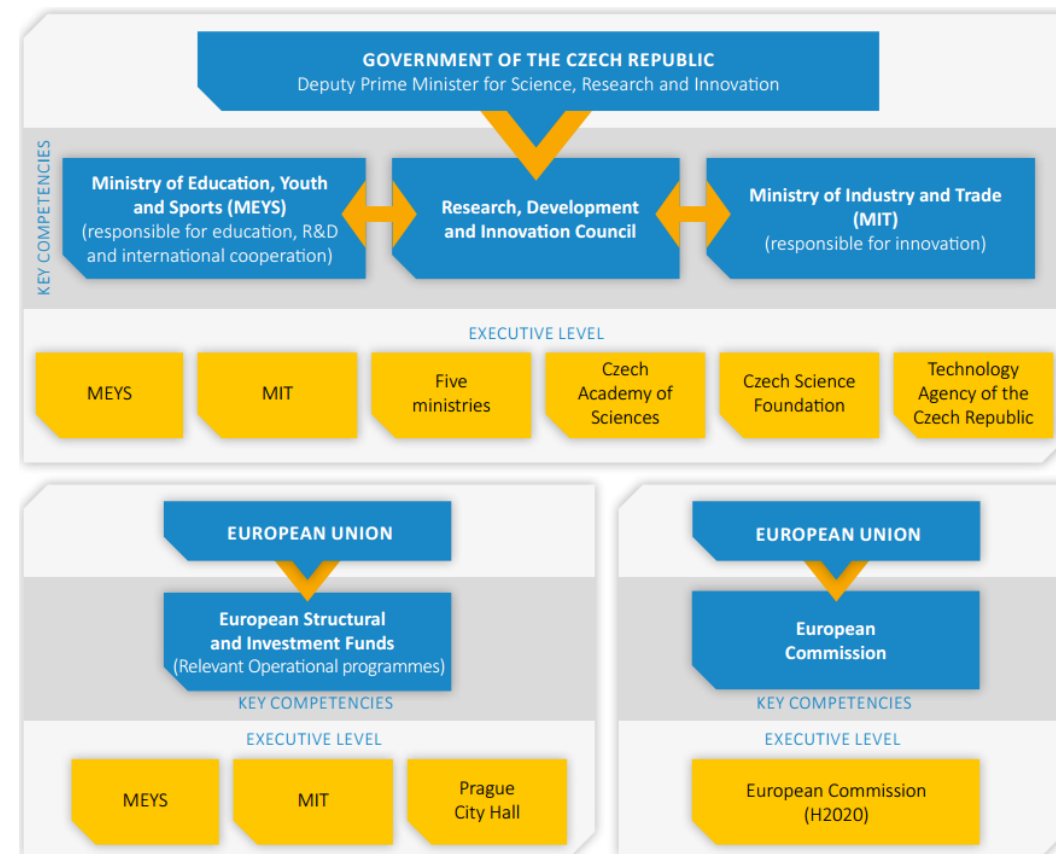 GOVERNMENT OF THE CZECH REPUBLIC
Deputy Prime Minister for Science, Research and Innovation
KEY COMPETENCIES
Ministry of Education, Youth
and Sports (MEYS)
(responsible for education, R&D
and international cooperation)
Research, Development
and Innovation Council
Ministry of Industry and Trade
(MIT)
(responsible for innovation)
EXECUTIVE LEVEL
MEYS
MIT
Five
ministries
Czech
Academy of
Sciences
Czech Science
Foundation
Technology
Agency of the
Czech Republic
EUROPEAN UNION
European Structural
and Investment Funds
(Relevant Operational programmes)
KEY COMPETENCIES
EXECUTIVE LEVEL
MEYS
MIT
Prague
City Hall
EUROPEAN UNION
European
Commission
KEY COMPETENCIES
EXECUTIVE LEVEL
European Commission
(H2020)